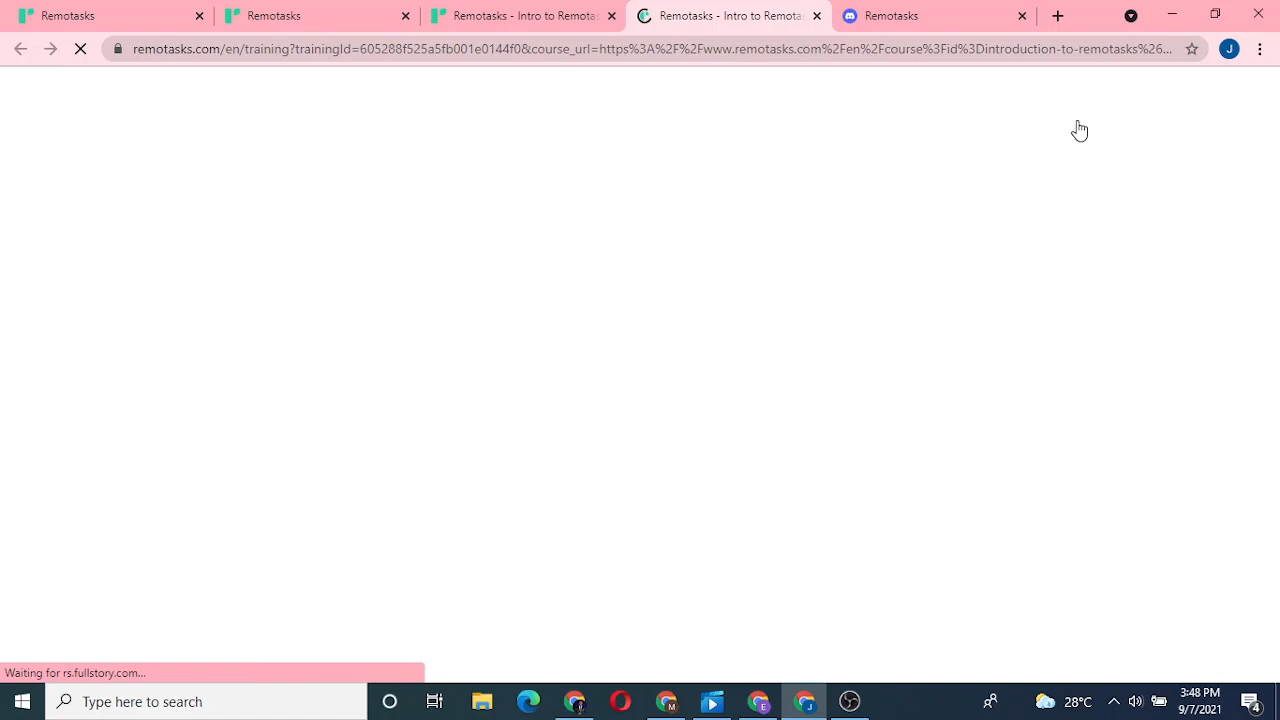 Remotasks
Remotasks
Remotasks - Intro to Remota
Remotasks - Intro to Remota
Remotasks
remotasks.com/en/training?trainingId=605288f525a5fb001e0144f0&course_url=https%3A%2F%2Fwww.remotasks.com%2Fen%2Fcourse%3Fid%3Dintroduction-to-remotasks%26...
J
Waiting for rs.fullstory.com...
Type here to search
M
E
J
28°C
3:48 PM
9/7/2021
4